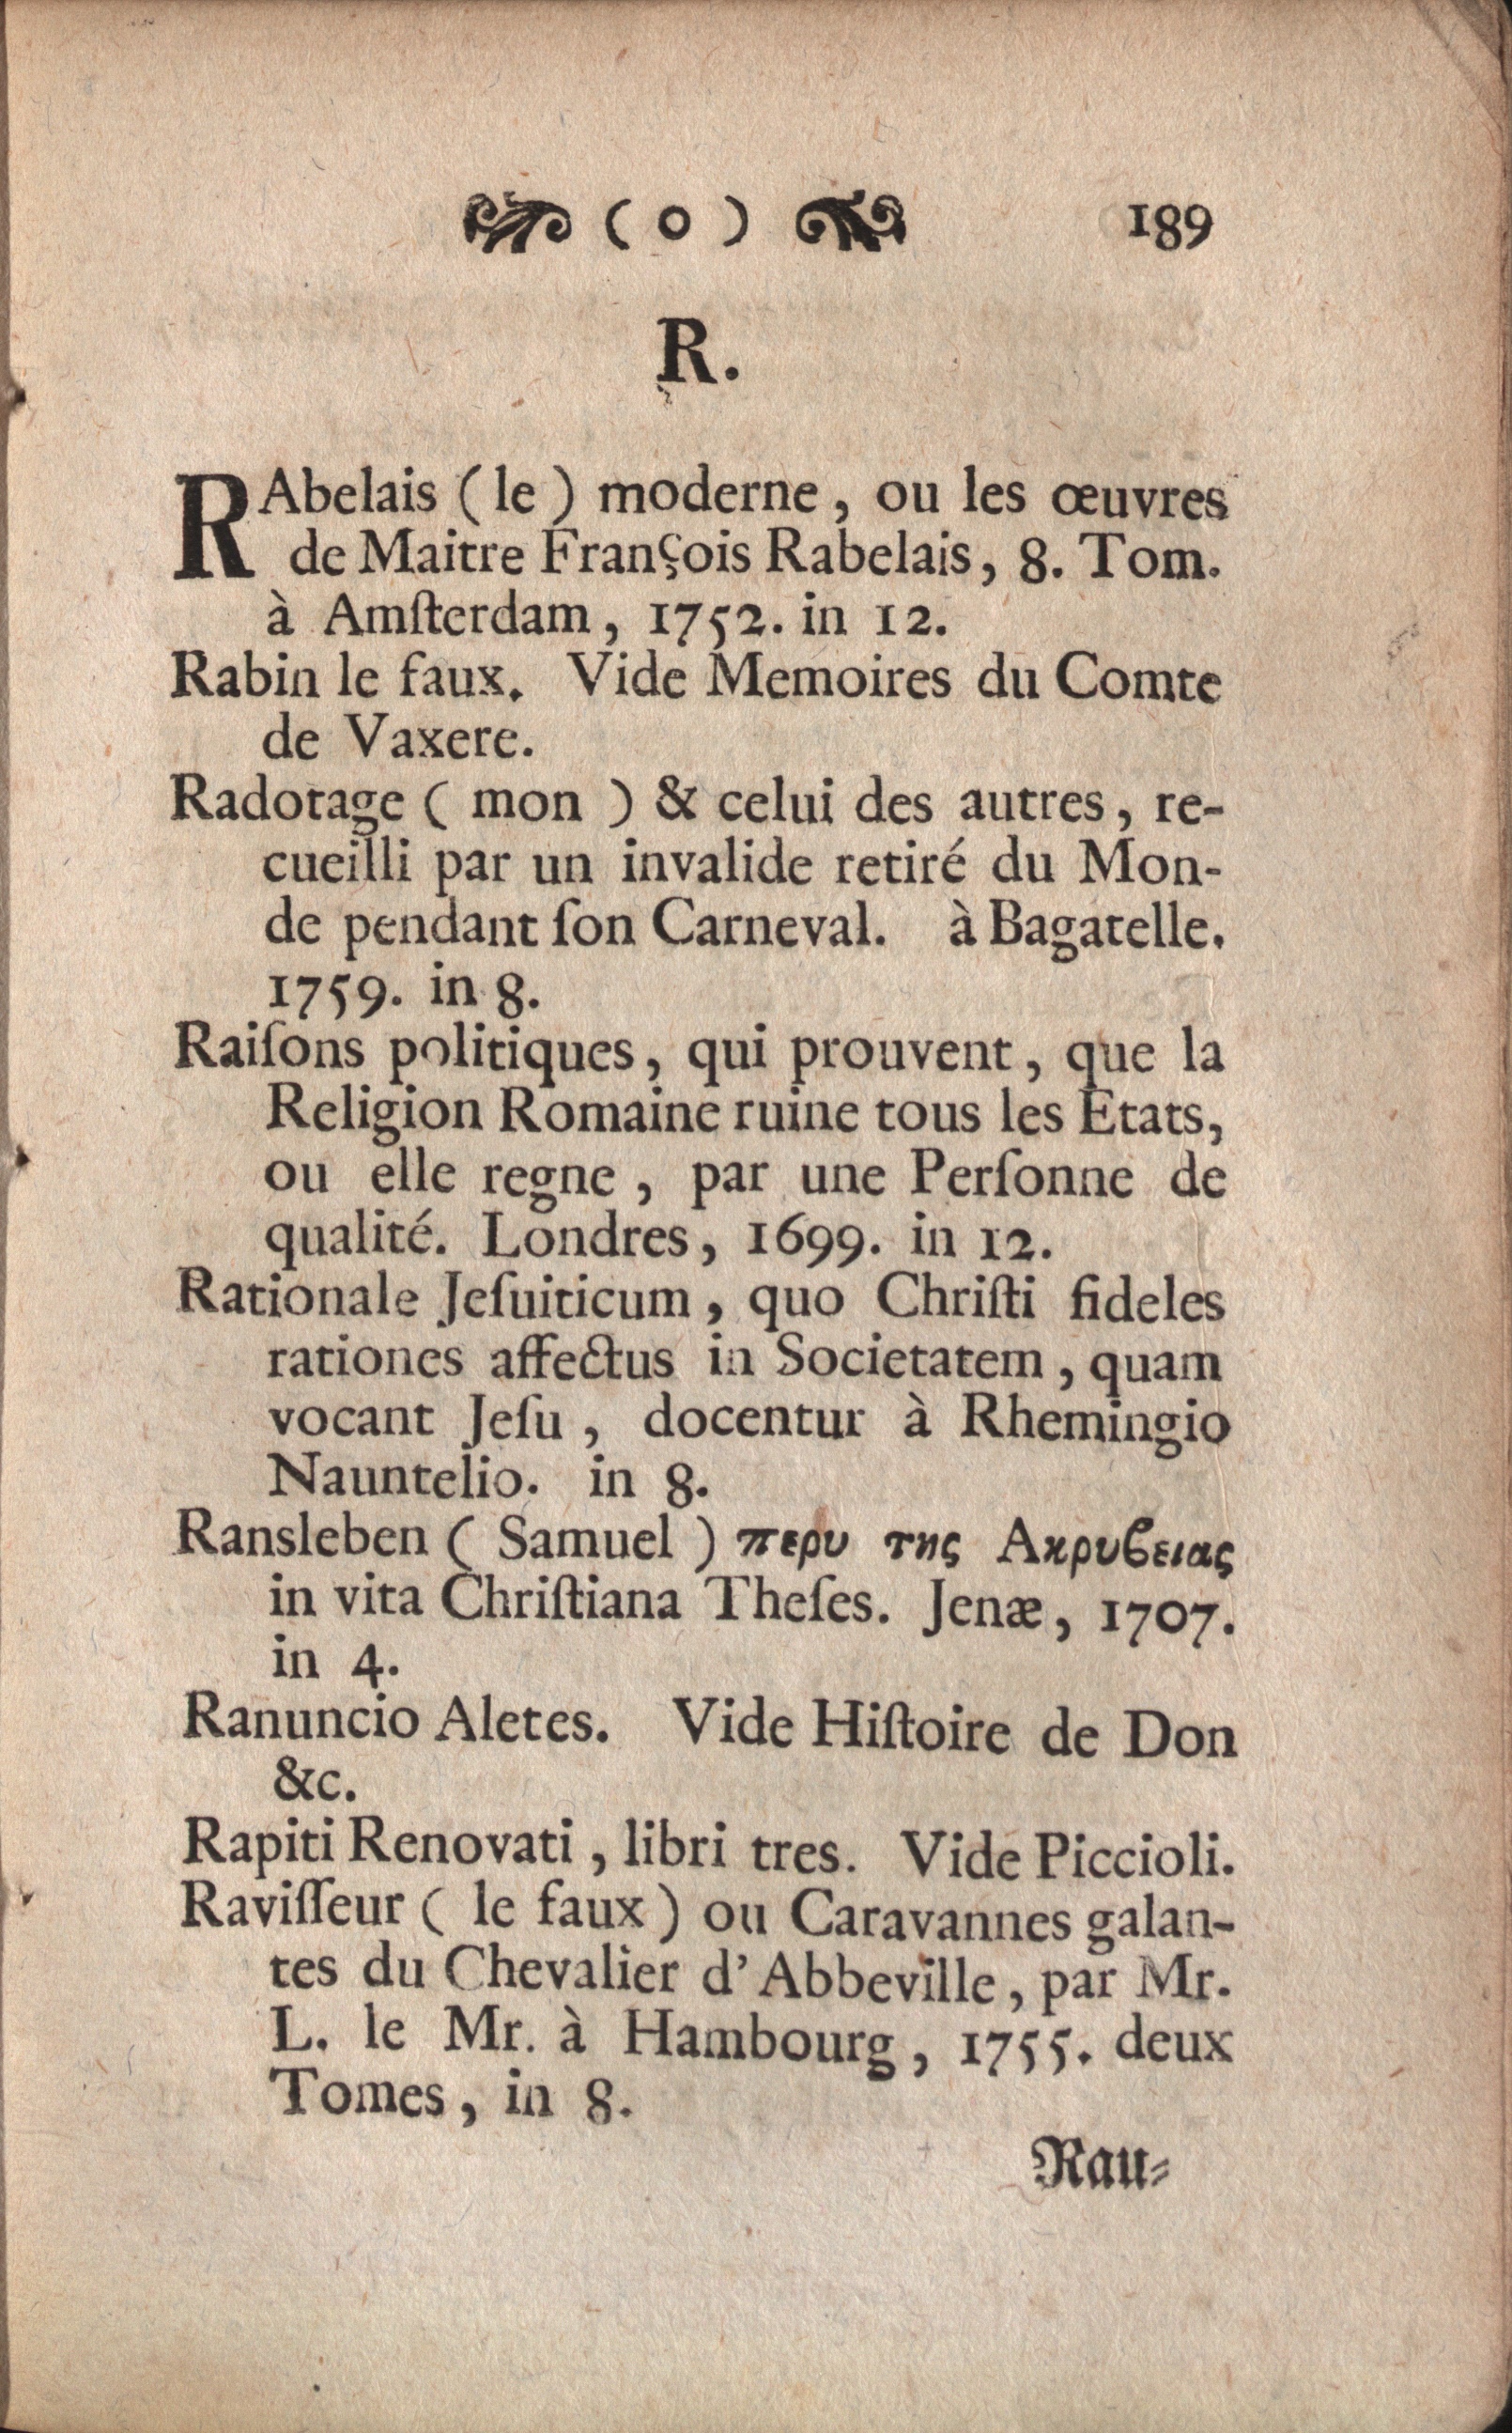 ( o ) 189
R.
RAbelais (le) moderne, ou les œuvres
de Maitre François Rabelais, 8. Tom.
à Amſterdam, 1752. in 12.
Rabin le faux. Vide Memoires du Comte
de Vaxere.
Radotage ( mon ) & celui des autres, re-
cueilli par un invalide retiré du Mon-
de pendant ſon Carneval. à Bagatelle.
1759. in 8.
Raiſons politiques, qui prouvent, que la
Religion Romaine ruine tous les Etats,
ou elle regne, par une Perſonne de
qualité. Londres, 1699. in 12.
Rationale Jeſuiticum, quo Chriſti fideles
rationes affectus in Societatem, quam
vocant Jeſu, docentur à Rhemingio
Nauntelio. in 8.
Ransleben ( Samuel ) περυ της Ακρυϐειας
in vita Chriſtiana Theſes. Jenæ, 1707.
in 4.
Ranuncio Aletes. Vide Hiſtoire de Don
&c.
Rapiti Renovati, libri tres. Vide Piccioli.
Raviſſeur ( le faux) ou Caravannes galan-
tes du Chevalier d'Abbeville, par Mr.
L. le Mr. à Hambourg, 1755. deux
Tomes, in 8.
Rau-